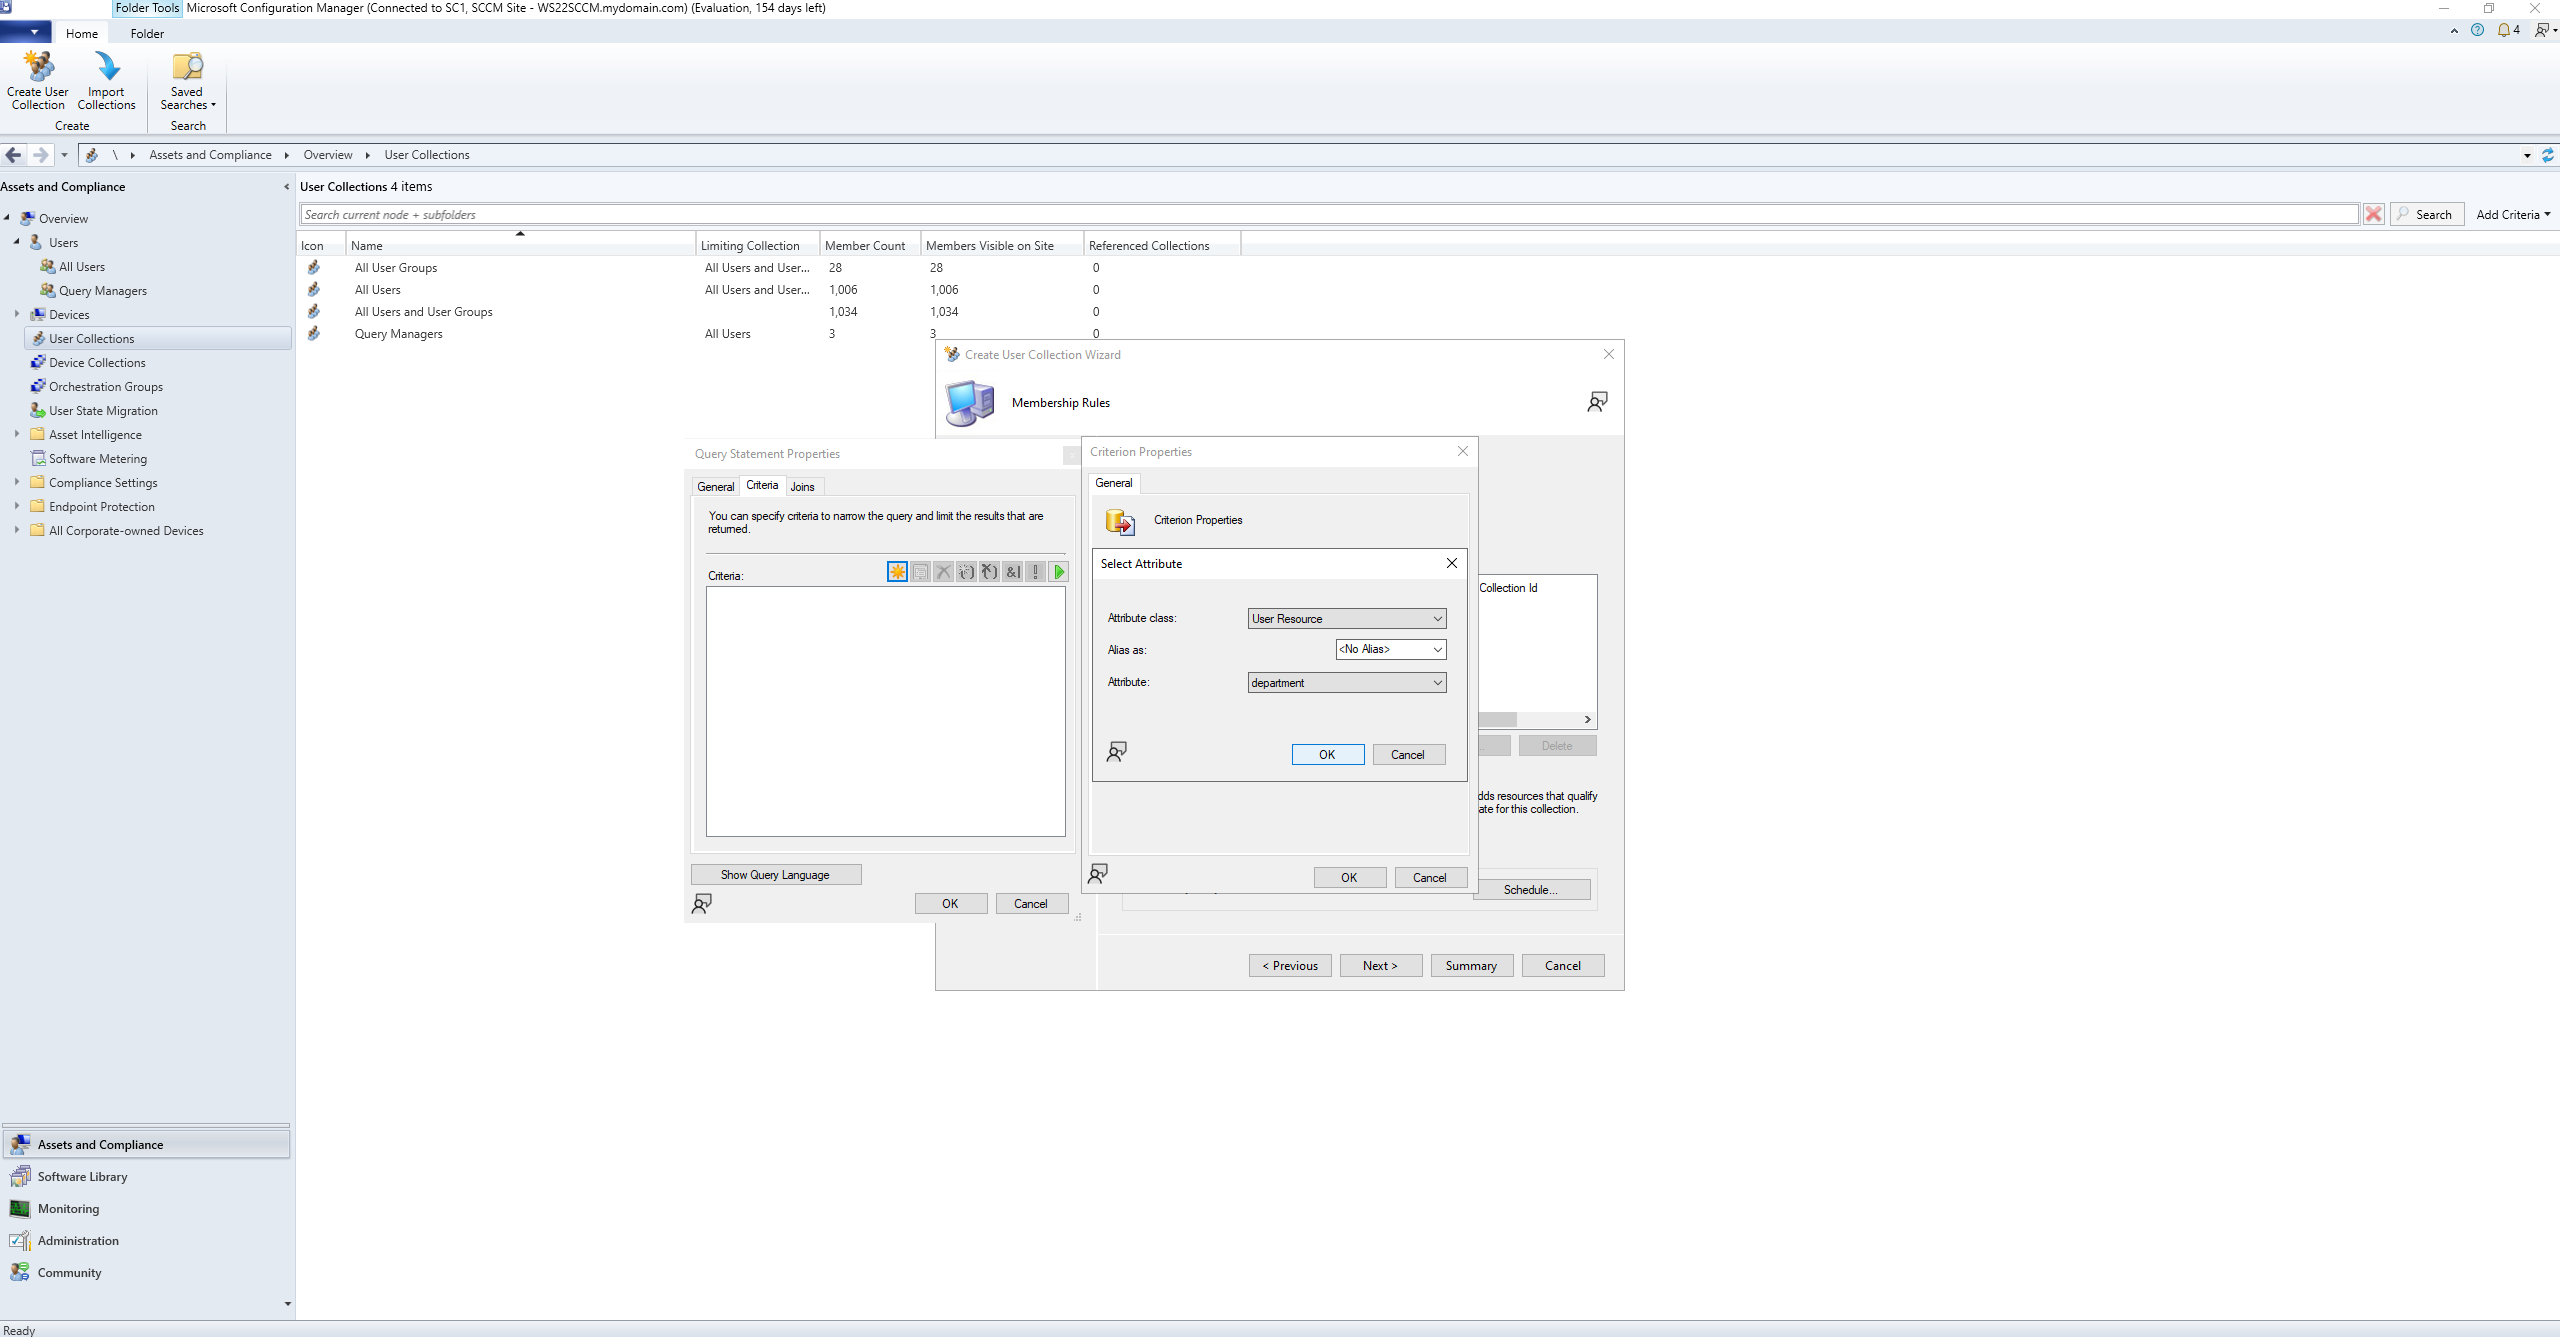 Folder Tools Microsoft Configuration Manager (Connected to SC1, SCCM Site - WS22SCCM.mydomain.com) (Evaluation, 154 days left)
Home Folder
4
Create User Collection
Import Collections
Saved Searches
Create Search
\ Assets and Compliance Overview User Collections
Assets and Compliance
Overview
Users
All Users
Query Managers
Devices
User Collections
Device Collections
Orchestration Groups
User State Migration
Asset Intelligence
Software Metering
Compliance Settings
Endpoint Protection
All Corporate-owned Devices
Assets and Compliance
Software Library
Monitoring
Administration
Community
Ready
User Collections 4 items
Search current node + subfolders Search Add Criteria
Icon Name Limiting Collection Member Count Members Visible on Site Referenced Collections
All User Groups All Users and User... 28 28 0
All Users All Users and User... 1,006 1,006 0
All Users and User Groups 1,034 1,034 0
Query Managers All Users 3 3 0
Create User Collection Wizard
Membership Rules
Collection Id
Delete
dds resources that qualify
ate for this collection.
Schedule...
< Previous Next > Summary Cancel
Query Statement Properties
General Criteria Joins
You can specify criteria to narrow the query and limit the results that are
returned.
Criteria:
&|
!
Show Query Language
OK Cancel
Criterion Properties
General
Criterion Properties
OK Cancel
Select Attribute
Attribute class: User Resource
Alias as: <No Alias>
Attribute: department
OK Cancel